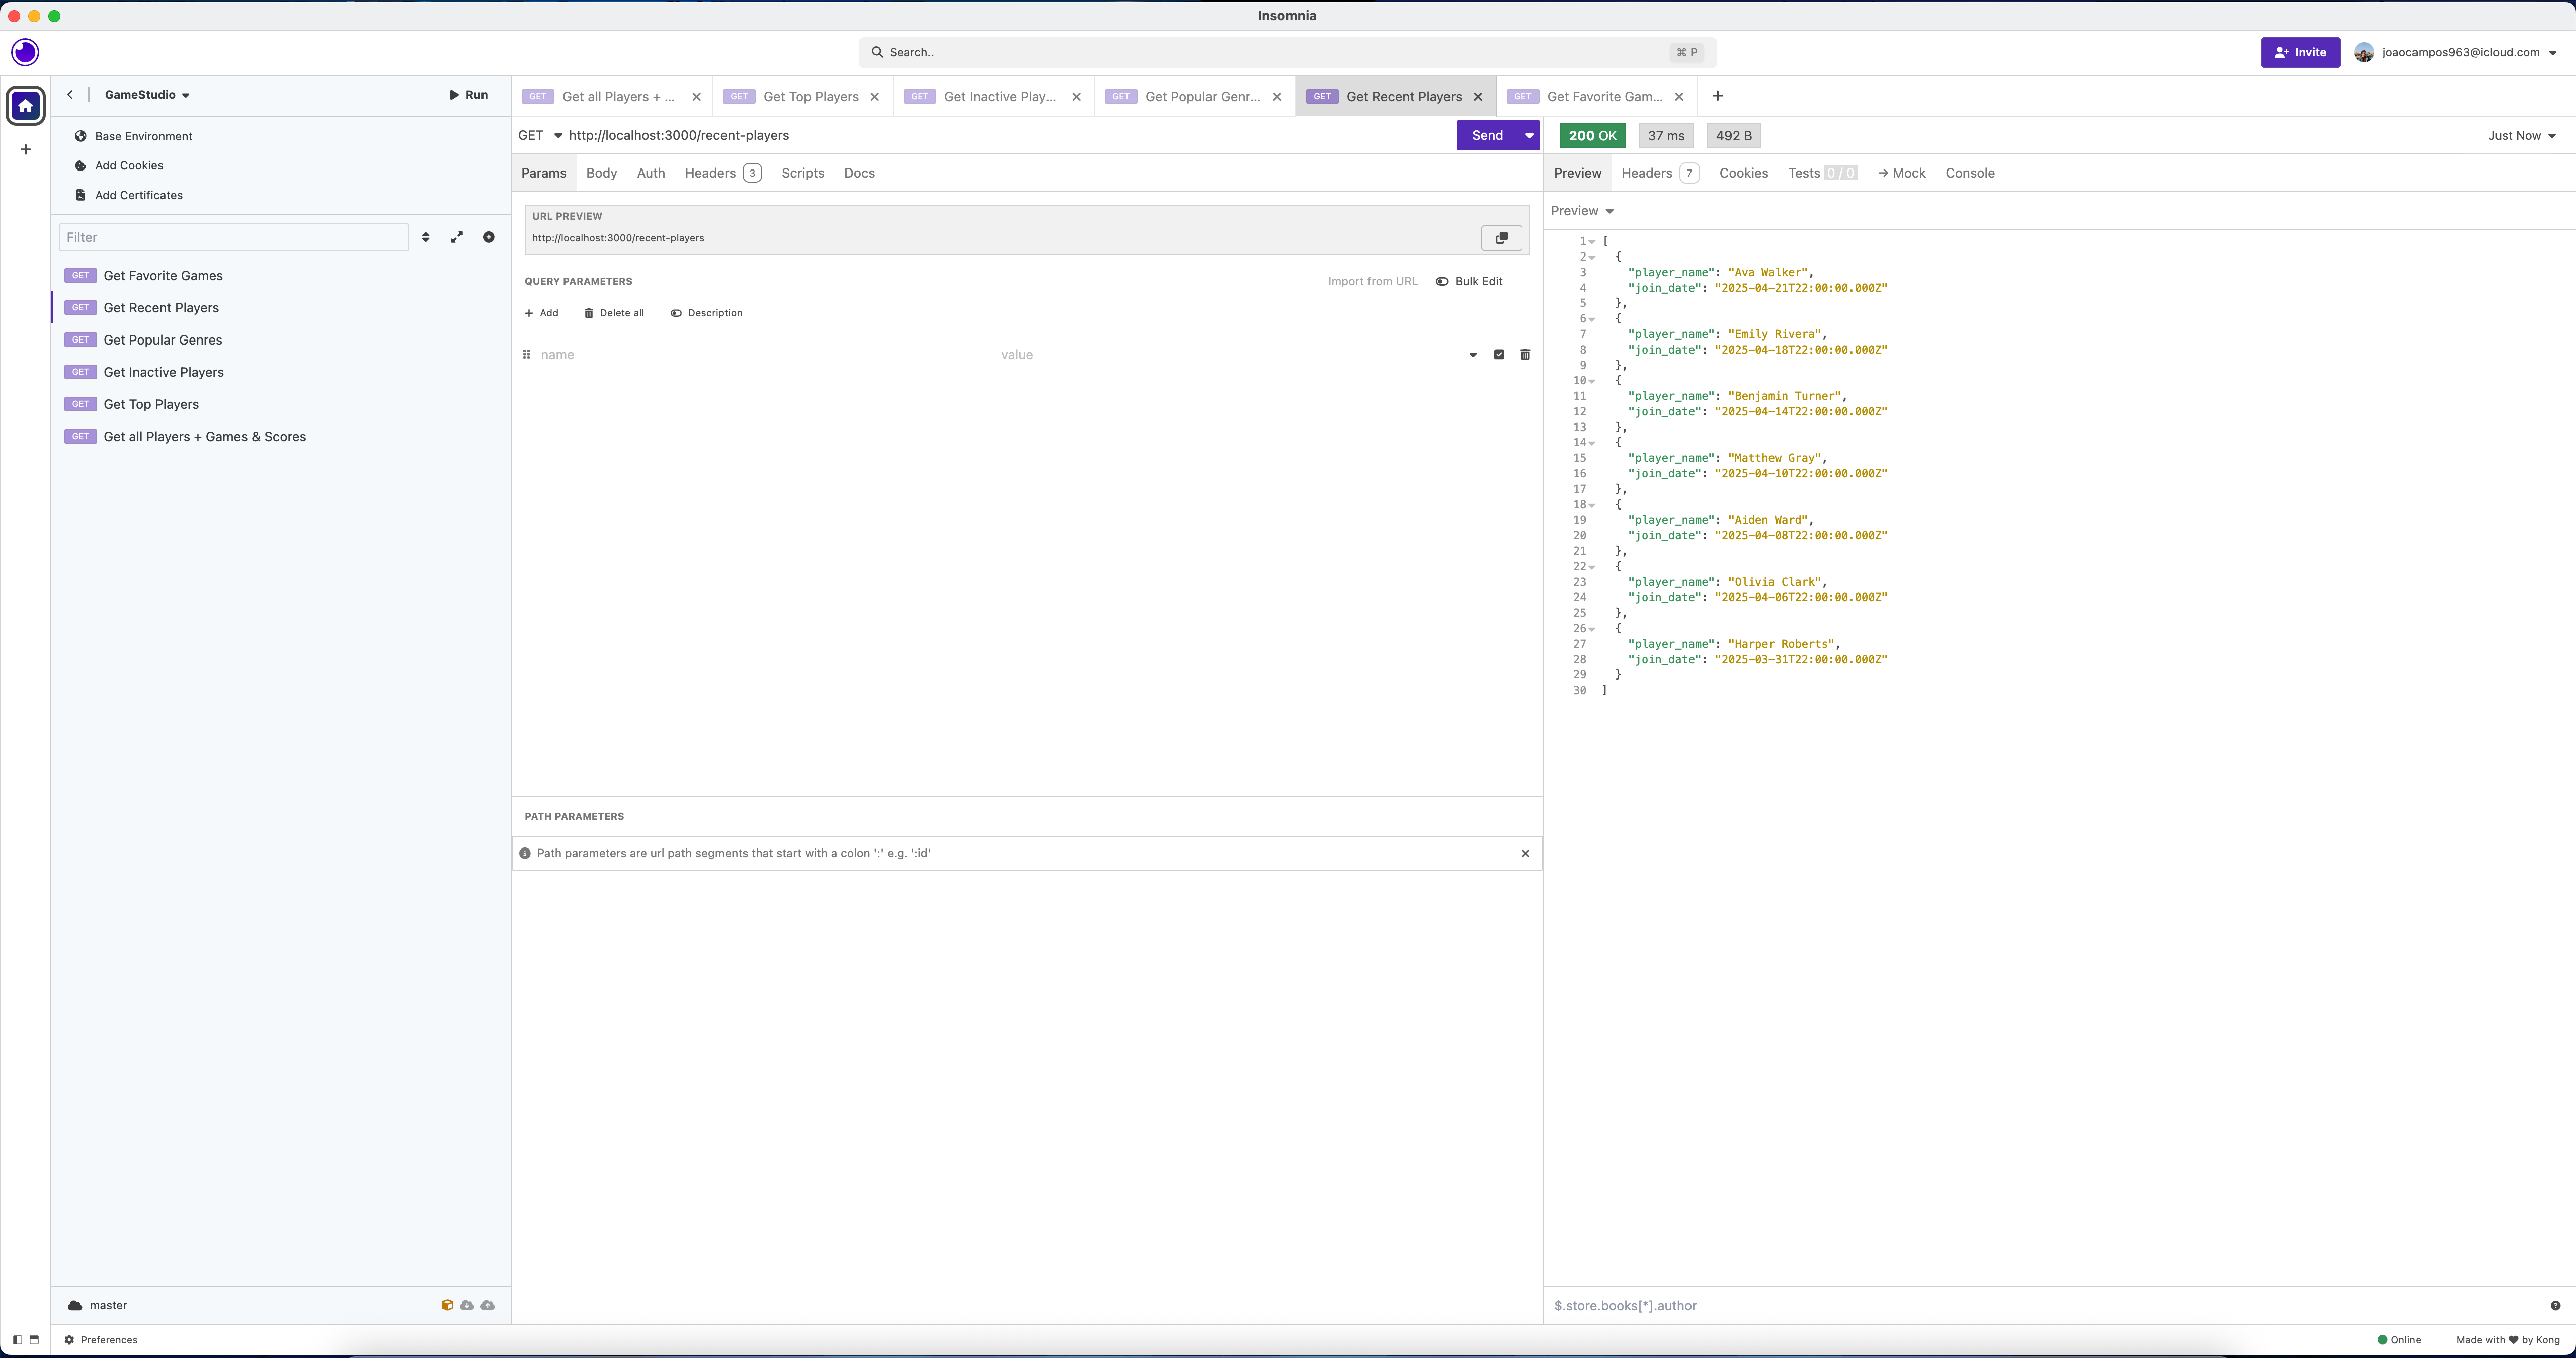 Insomnia
Search..
⌘ P
Invite
joaocampos963@icloud.com
GameStudio
Run
Base Environment
Add Cookies
Add Certificates
Filter
GET Get Favorite Games
GET Get Recent Players
GET Get Popular Genres
GET Get Inactive Players
GET Get Top Players
GET Get all Players + Games & Scores
master
Preferences
GET Get all Players + ...
GET Get Top Players
GET Get Inactive Play...
GET Get Popular Genr...
GET Get Recent Players
GET Get Favorite Gam...
GET http://localhost:3000/recent-players
Send
Params Body Auth Headers 3 Scripts Docs
URL PREVIEW
http://localhost:3000/recent-players
QUERY PARAMETERS
Import from URL
Bulk Edit
Add
Delete all
Description
name value
PATH PARAMETERS
Path parameters are url path segments that start with a colon ':' e.g. ':id'
200 OK 37 ms 492 B
Just Now
Preview Headers 7 Cookies Tests 0 / 0 → Mock Console
Preview
1 [
2 {
3 "player_name": "Ava Walker",
4 "join_date": "2025-04-21T22:00:00.000Z"
5 },
6 {
7 "player_name": "Emily Rivera",
8 "join_date": "2025-04-18T22:00:00.000Z"
9 },
10 {
11 "player_name": "Benjamin Turner",
12 "join_date": "2025-04-14T22:00:00.000Z"
13 },
14 {
15 "player_name": "Matthew Gray",
16 "join_date": "2025-04-10T22:00:00.000Z"
17 },
18 {
19 "player_name": "Aiden Ward",
20 "join_date": "2025-04-08T22:00:00.000Z"
21 },
22 {
23 "player_name": "Olivia Clark",
24 "join_date": "2025-04-06T22:00:00.000Z"
25 },
26 {
27 "player_name": "Harper Roberts",
28 "join_date": "2025-03-31T22:00:00.000Z"
29 }
30 ]
$.store.books[*].author
Online
Made with ♥ by Kong